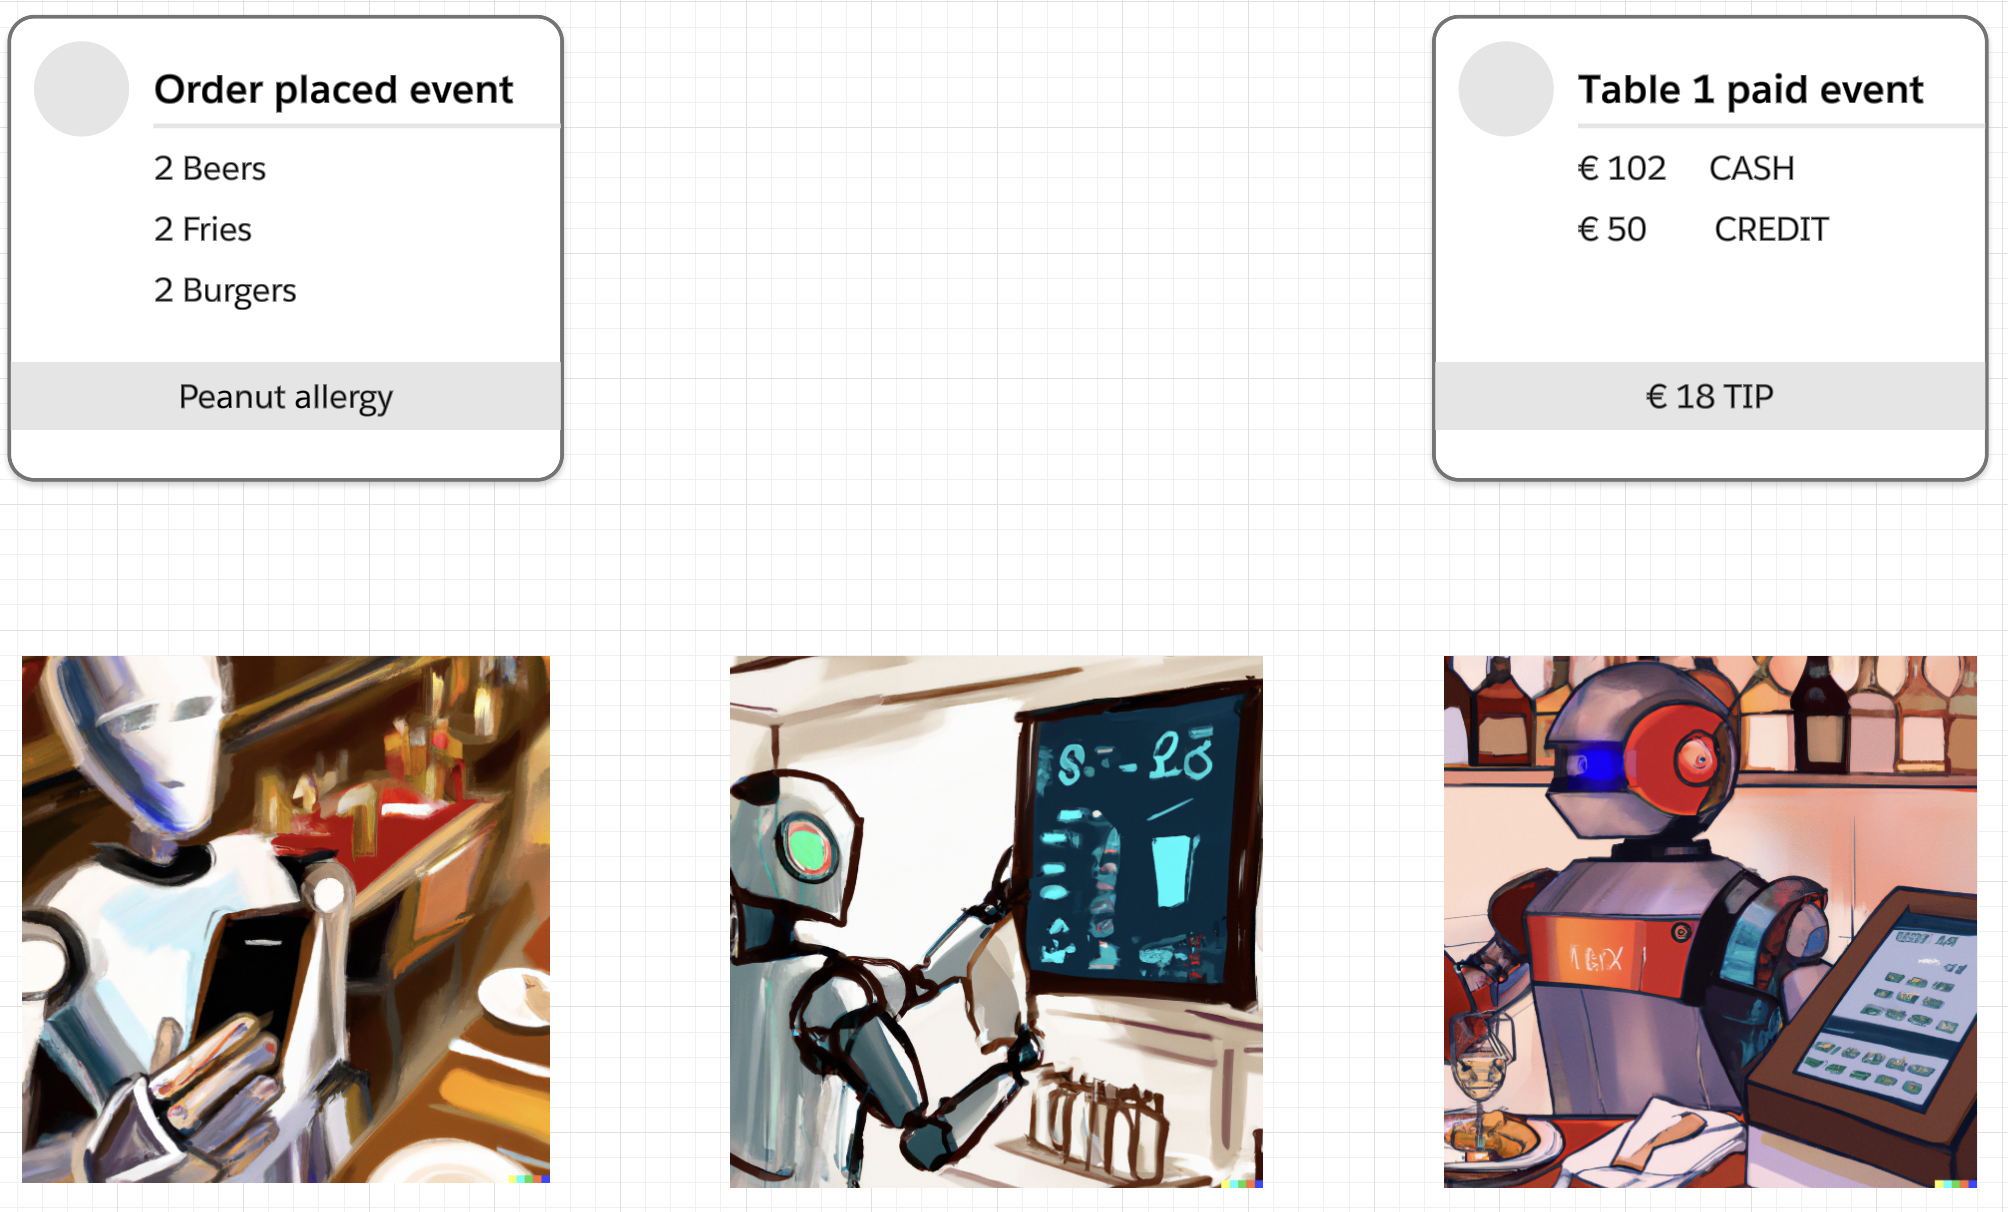 Order placed event
2 Beers
2 Fries
2 Burgers
Peanut allergy
Table 1 paid event
€ 102 CASH
€ 50 CREDIT
€ 18 TIP